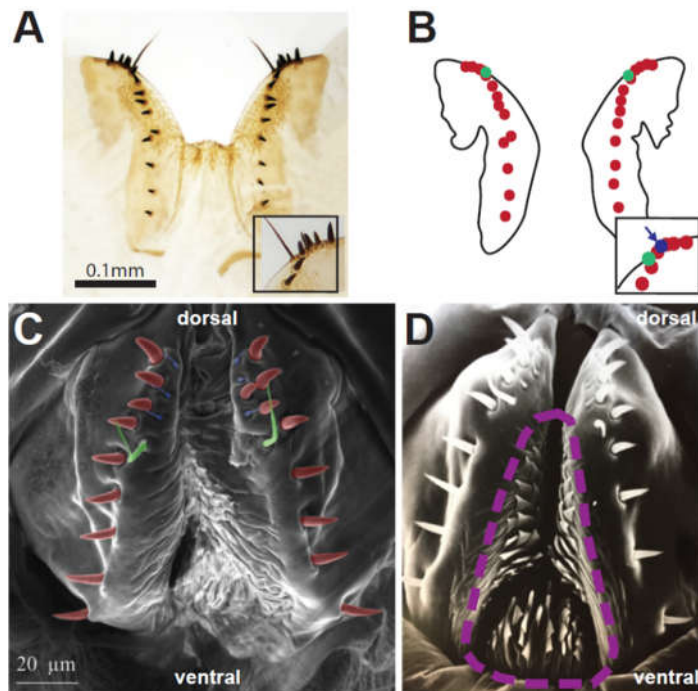 A
B
0.1mm
C
dorsal
D
dorsal
20 μm
ventral
ventral